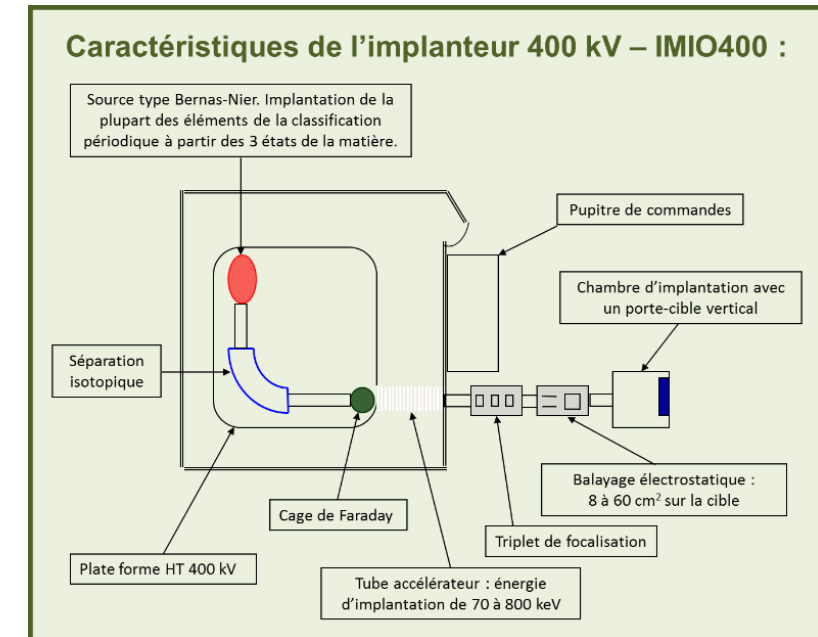 Caractéristiques de l'implanteur 400 kV – IMIO400 :
Source type Bernas-Nier. Implantation de la
plupart des éléments de la classification
périodique à partir des 3 états de la matière.
Pupitre de commandes
Chambre d'implantation avec
un porte-cible vertical
Séparation
isotopique
Balayage électrostatique :
8 à 60 cm² sur la cible
Cage de Faraday
Triplet de focalisation
Plate forme HT 400 kV
Tube accélérateur : énergie
d'implantation de 70 à 800 keV